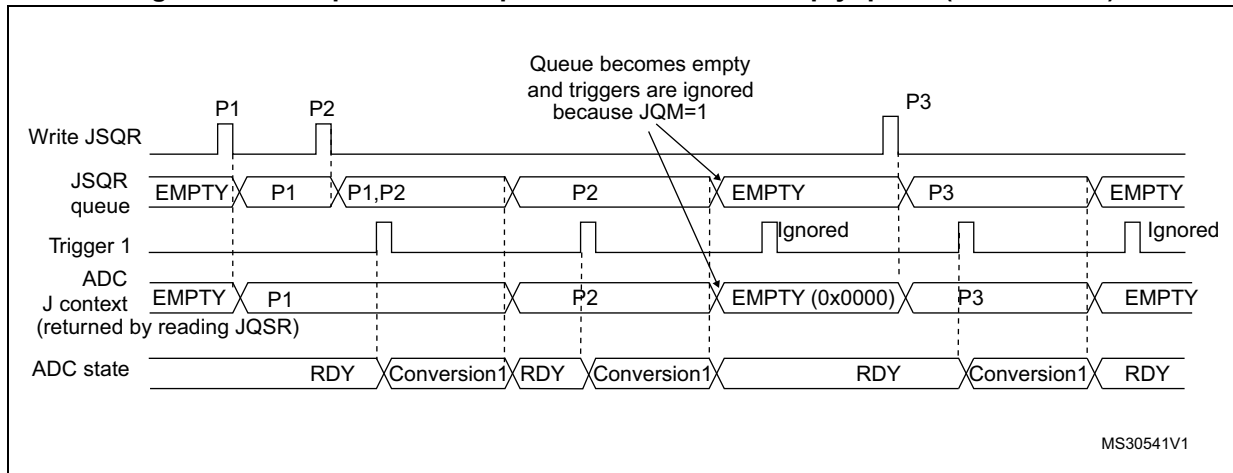 Queue becomes empty
and triggers are ignored
because JQM=1
P1
P2
P3
Write JSQR
JSQR
queue
EMPTY
P1
P1,P2
P2
EMPTY
P3
EMPTY
Trigger 1
Ignored
Ignored
ADC
J context
(returned by reading JQSR)
EMPTY
P1
P2
EMPTY (0x0000)
P3
EMPTY
ADC state
RDY
Conversion1
RDY
Conversion1
RDY
Conversion1
RDY
MS30541V1